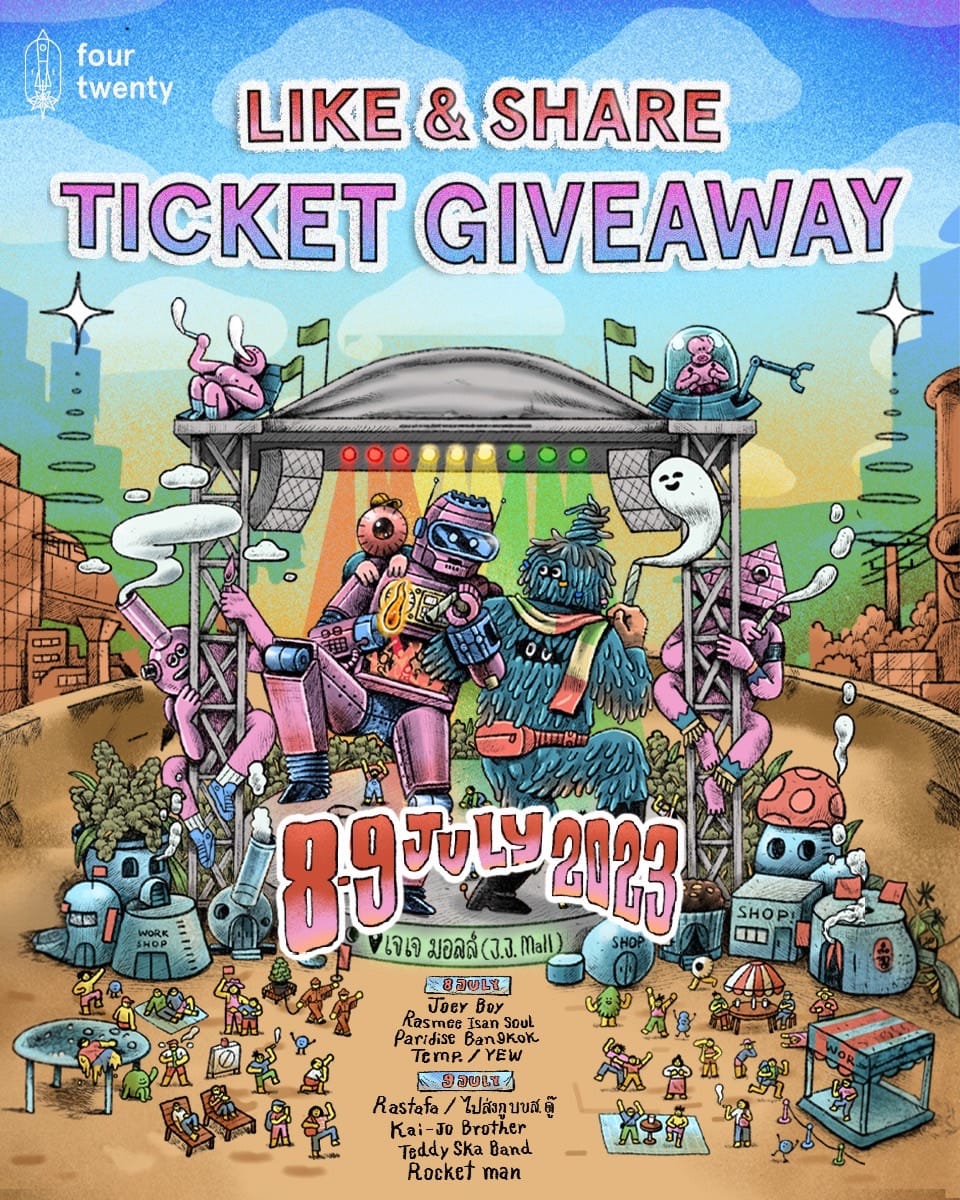 four
twenty
LIKE & SHARE
TICKET GIVEAWAY
8-9 JULY 2023
เจเจ มอลล์ (J.J. Mall)
WORK
SHOP
SHOP
SHOP
8 JULY
Joey Boy
Rasmee Isan Soul
Paridise Bangkok
Temp. / YEW
9 JULY
Rastafa / ไปส่งกูบขส.ดู๊
Kai-Jo Brother
Teddy Ska Band
Rocket man